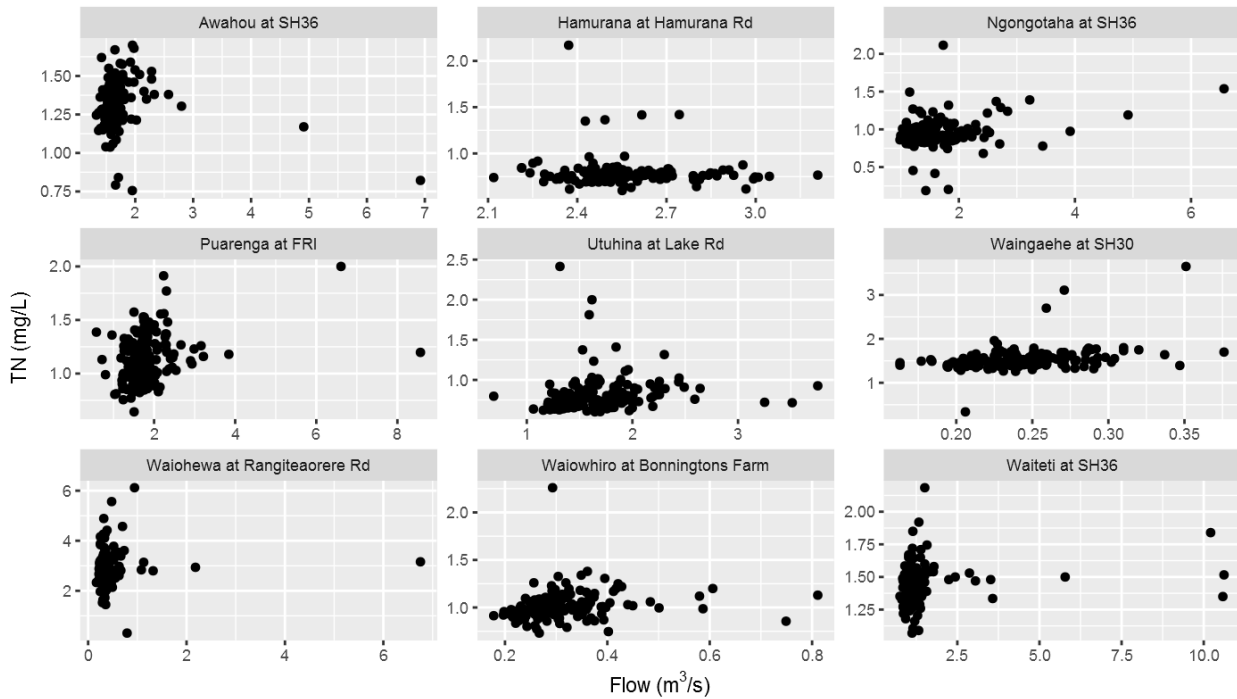 Awahou at SH36
Hamurana at Hamurana Rd
Ngongotaha at SH36
1.50
1.25
1.00
0.75
2.0
1.5
1.0
2.0
1.5
1.0
0.5
2 3 4 5 6 7
2.1 2.4 2.7 3.0
2 4 6
Puarenga at FRI
Utuhina at Lake Rd
Waingaehe at SH30
TN (mg/L)
2.0
1.5
1.0
2.5
2.0
1.5
1.0
3
2
1
2 4 6 8
1 2 3
0.20 0.25 0.30 0.35
Waiohewa at Rangiteaorere Rd
Waiowhiro at Bonningtons Farm
Waiteti at SH36
6
4
2
2.0
1.5
1.0
2.00
1.75
1.50
1.25
0 2 4 6
0.2 0.4 0.6 0.8
2.5 5.0 7.5 10.0
Flow (m³/s)